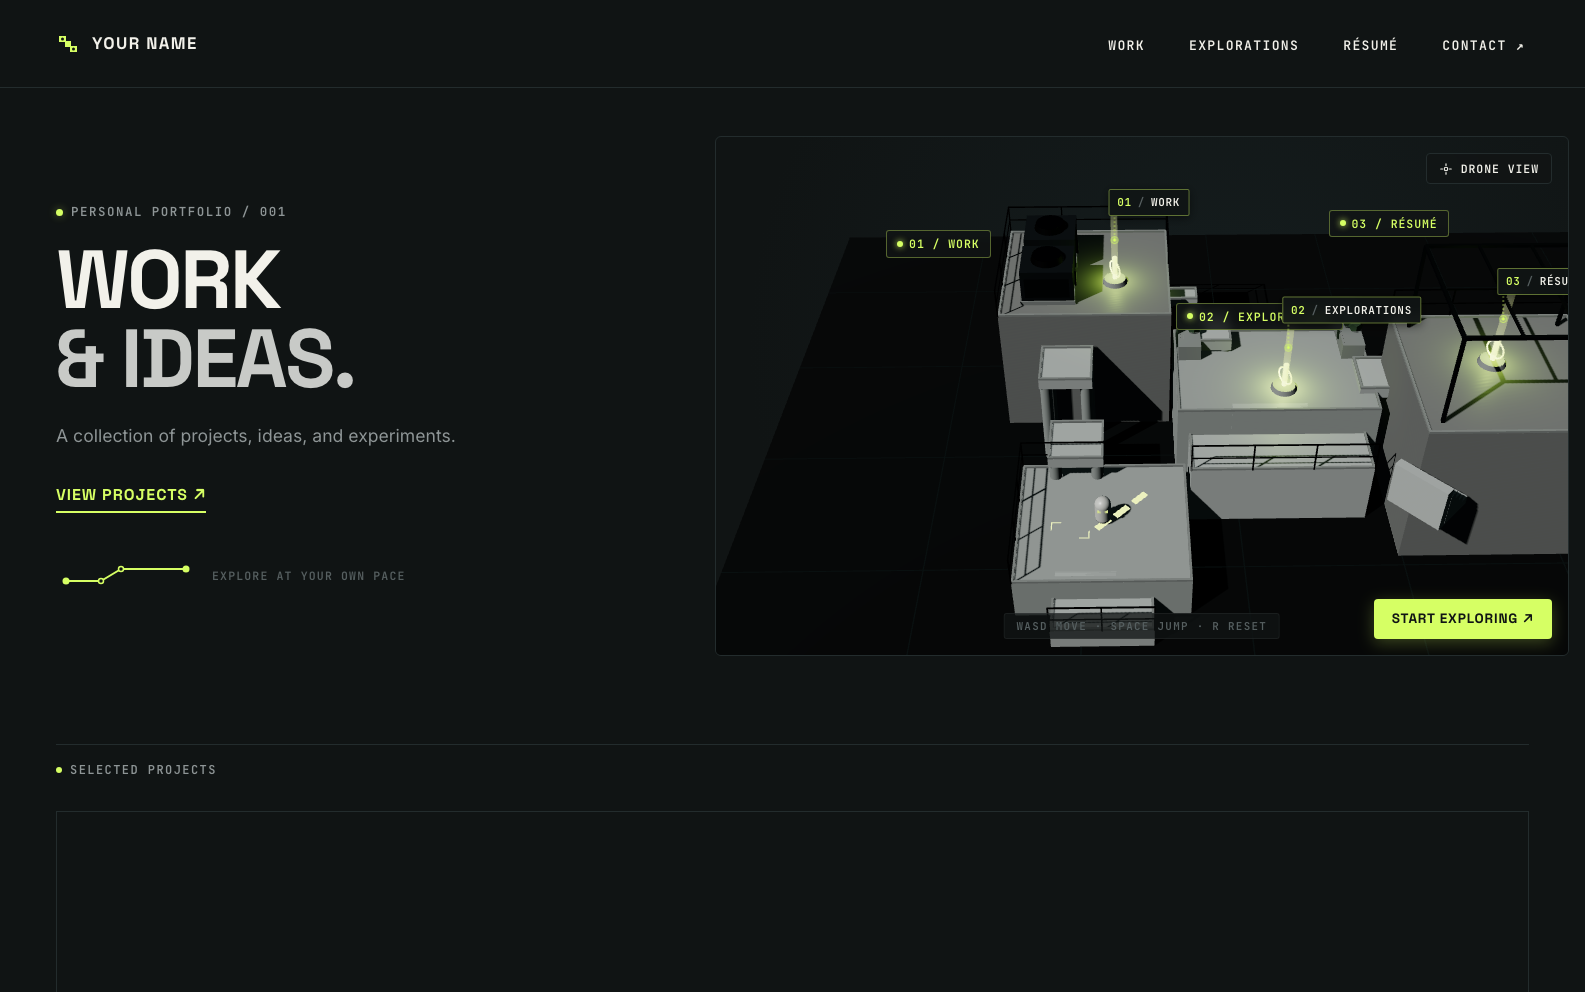 YOUR NAME
WORK
EXPLORATIONS
RÉSUMÉ
CONTACT ↗
PERSONAL PORTFOLIO / 001
WORK
& IDEAS.
A collection of projects, ideas, and experiments.
VIEW PROJECTS ↗
EXPLORE AT YOUR OWN PACE
DRONE VIEW
01 / WORK
03 / RÉSUMÉ
01 / WORK
03 / RÉSU
02 / EXPLOR
02 / EXPLORATIONS
WASD MOVE · SPACE JUMP · R RESET
START EXPLORING ↗
SELECTED PROJECTS